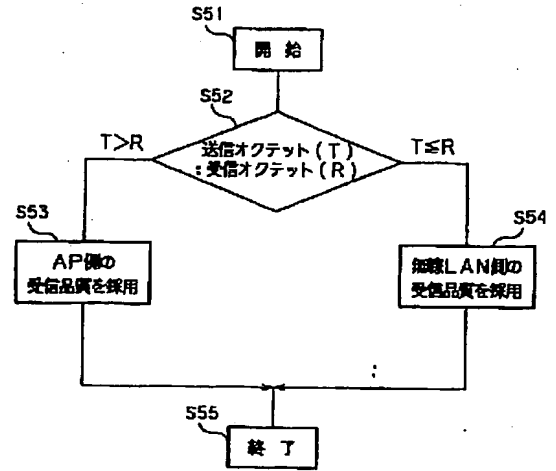 S51
開 始
S52
送信オクテット(T)
:受信オクテット(R)
T>R
T≦R
S53
AP側の
受信品質を採用
S54
無線LAN側の
受信品質を採用
S55
終 了